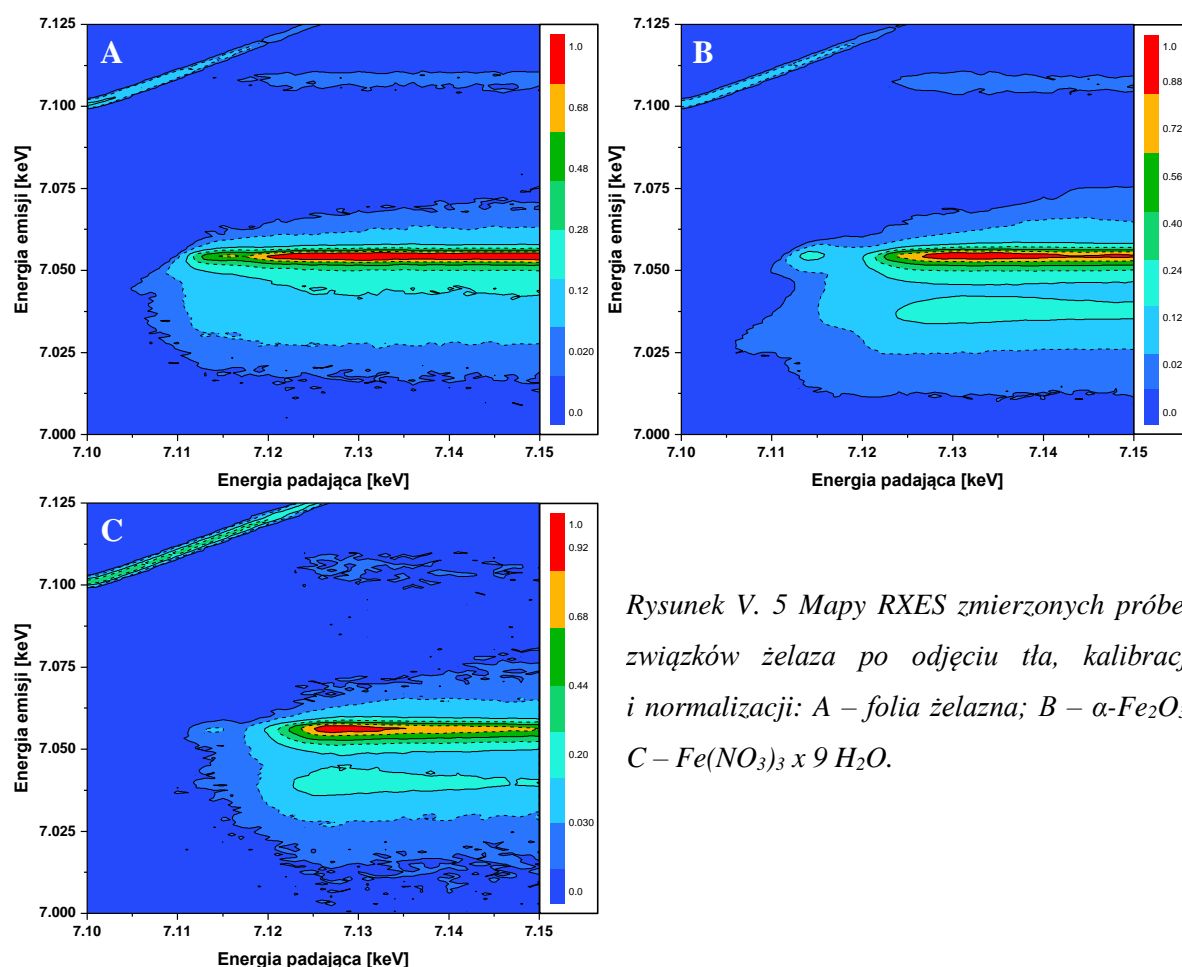 7.125
7.100
7.075
7.050
7.025
7.000
7.10 7.11 7.12 7.13 7.14 7.15
Energia emisji [keV]
Energia padająca [keV]
A
1.0
0.68
0.48
0.28
0.12
0.020
0.0
7.125
7.100
7.075
7.050
7.025
7.000
7.10 7.11 7.12 7.13 7.14 7.15
Energia emisji [keV]
Energia padająca [keV]
B
1.0
0.88
0.72
0.56
0.40
0.24
0.12
0.02
0.0
7.125
7.100
7.075
7.050
7.025
7.000
7.10 7.11 7.12 7.13 7.14 7.15
Energia emisji [keV]
Energia padająca [keV]
C
1.0
0.92
0.68
0.44
0.20
0.030
0.0
Rysunek V. 5 Mapy RXES zmierzonych próbe
związków żelaza po odjęciu tła, kalibracj
i normalizacji: A – folia żelazna; B – α-Fe₂O₃
C – Fe(NO₃)₃ x 9 H₂O.